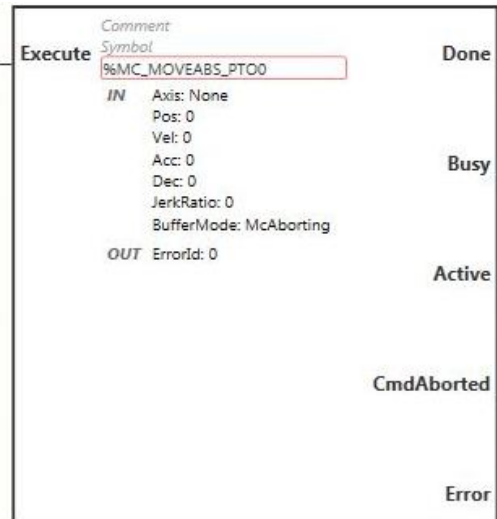 Comment
Execute Symbol Done
%MC_MOVEABS_PTO0
IN Axis: None
Pos: 0
Vel: 0
Acc: 0
Busy
Dec: 0
JerkRatio: 0
BufferMode: McAborting
OUT ErrorId: 0
Active
CmdAborted
Error